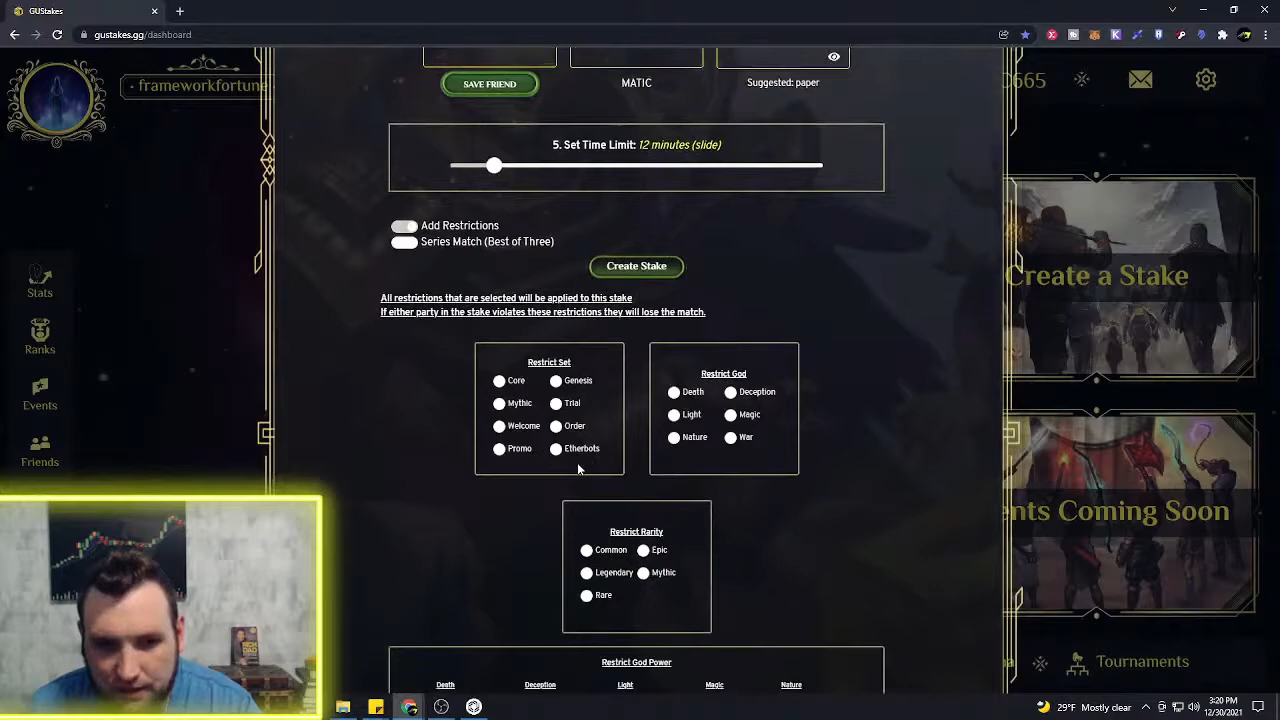 GUStakes
gustakes.gg/dashboard
frameworkfortune
0665
SAVE FRIEND
MATIC
Suggested: paper
5. Set Time Limit: 12 minutes (slide)
Add Restrictions
Series Match (Best of Three)
Create Stake
All restrictions that are selected will be applied to this stake
If either party in the stake violates these restrictions they will lose the match.
Restrict Set
Core
Genesis
Mythic
Trial
Welcome
Order
Promo
Etherbots
Restrict God
Death
Deception
Light
Magic
Nature
War
Restrict Rarity
Common
Epic
Legendary
Mythic
Rare
Restrict God Power
Death
Deception
Light
Magic
Nature
Stats
Ranks
Events
Friends
Create a Stake
ents Coming Soon
Tournaments
RICH
DAD
29°F Mostly clear
3:20 PM
12/30/2021